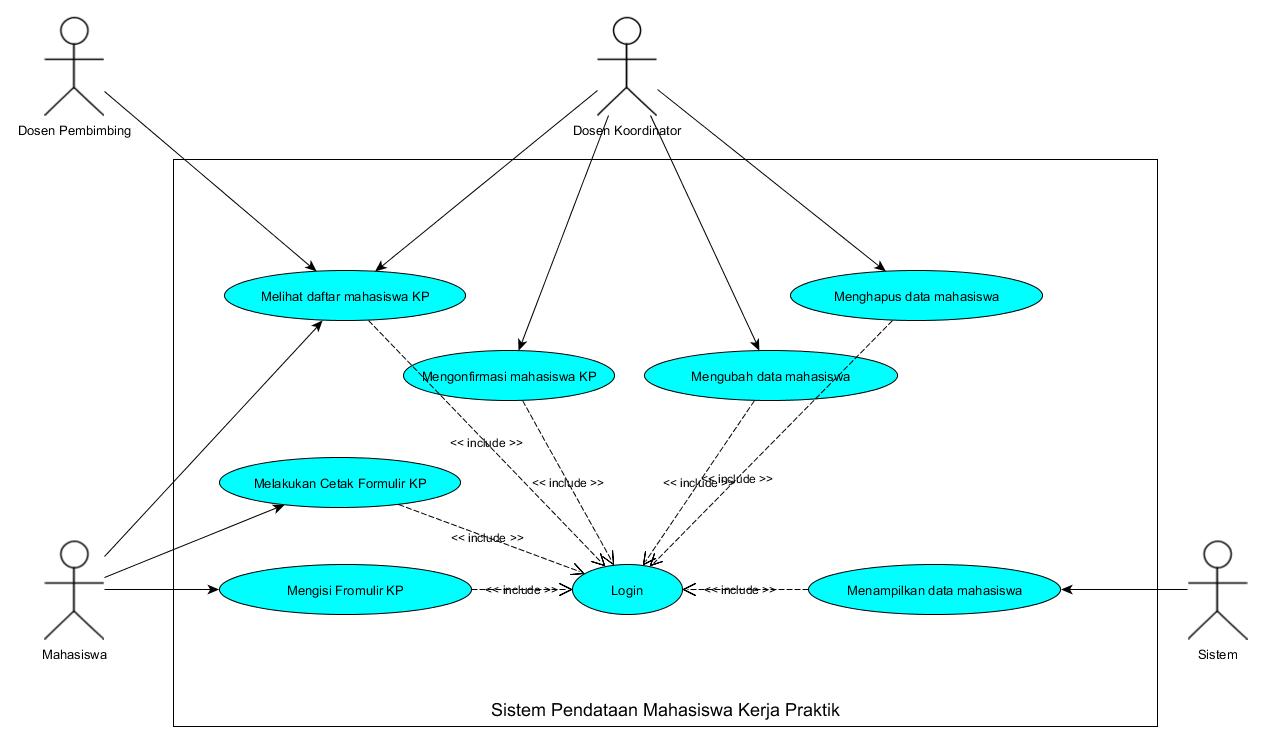 Dosen Pembimbing
Dosen Koordinator
Melihat daftar mahasiswa KP
Menghapus data mahasiswa
Mengonfirmasi mahasiswa KP
Mengubah data mahasiswa
<< include >>
<< include >>
<< include >>
<< include >>
Melakukan Cetak Formulir KP
<< include >>
Mengisi Fromulir KP
<< include >>
Login
<< include >>
Menampilkan data mahasiswa
Mahasiswa
Sistem
Sistem Pendataan Mahasiswa Kerja Praktik